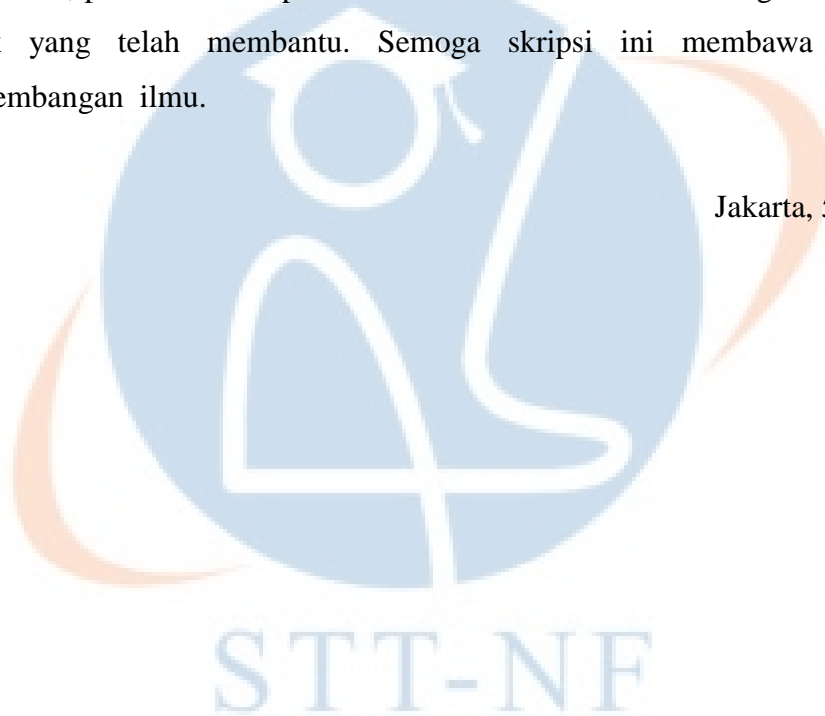 yang telah membantu. Semoga skripsi ini membawa
embangan ilmu.
Jakarta,
STT-NF